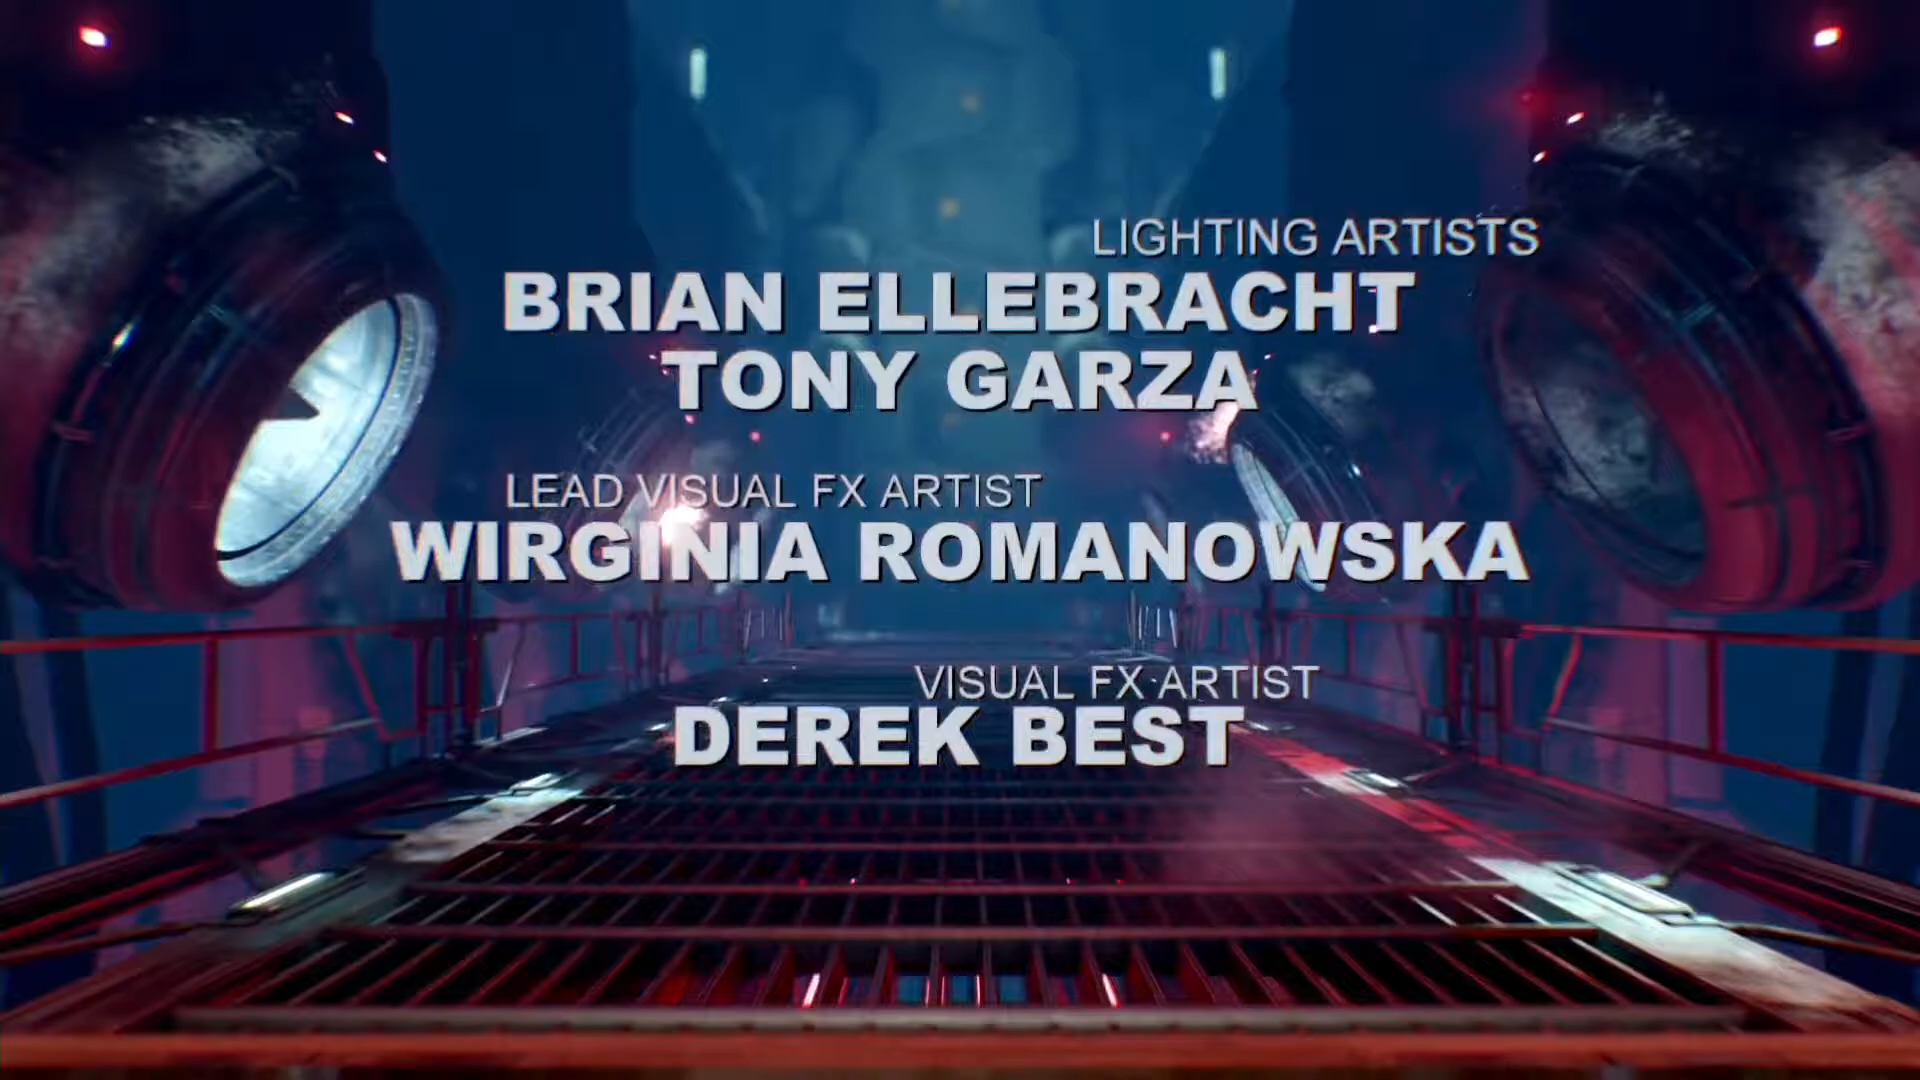 LIGHTING ARTISTS
BRIAN ELLEBRACHT
TONY GARZA
LEAD VISUAL FX ARTIST
WIRGINIA ROMANOWSKA
VISUAL FX ARTIST
DEREK BEST